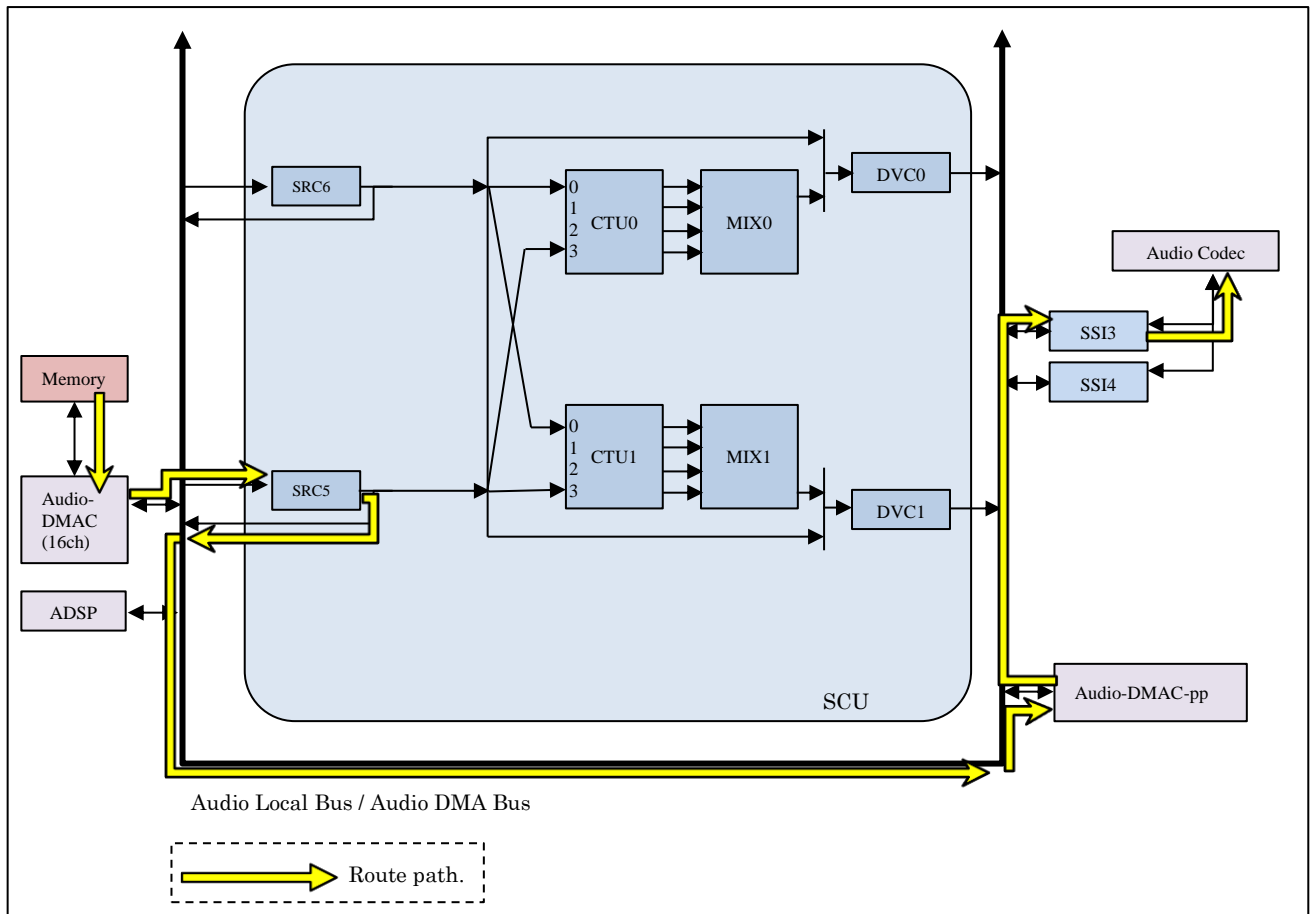 SRC6
0
1
2
3
CTU0
MIX0
DVC0
Audio Codec
SSI3
SSI4
Memory
Audio-
DMAC
(16ch)
SRC5
0
1
2
3
CTU1
MIX1
DVC1
ADSP
SCU
Audio-DMAC-pp
Audio Local Bus / Audio DMA Bus
Route path.